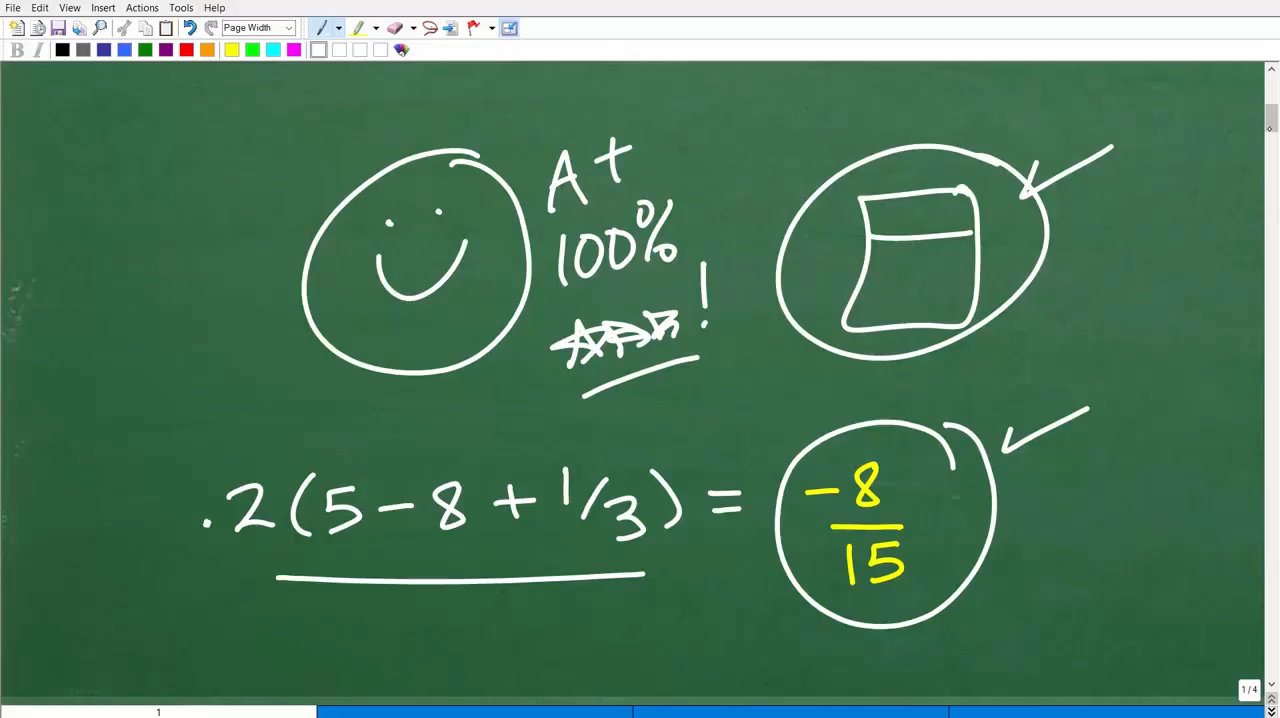 File Edit View Insert Actions Tools Help
Page Width
B I
A+
100%
!
.2(5-8+1/3) = -8/15
1/4
1